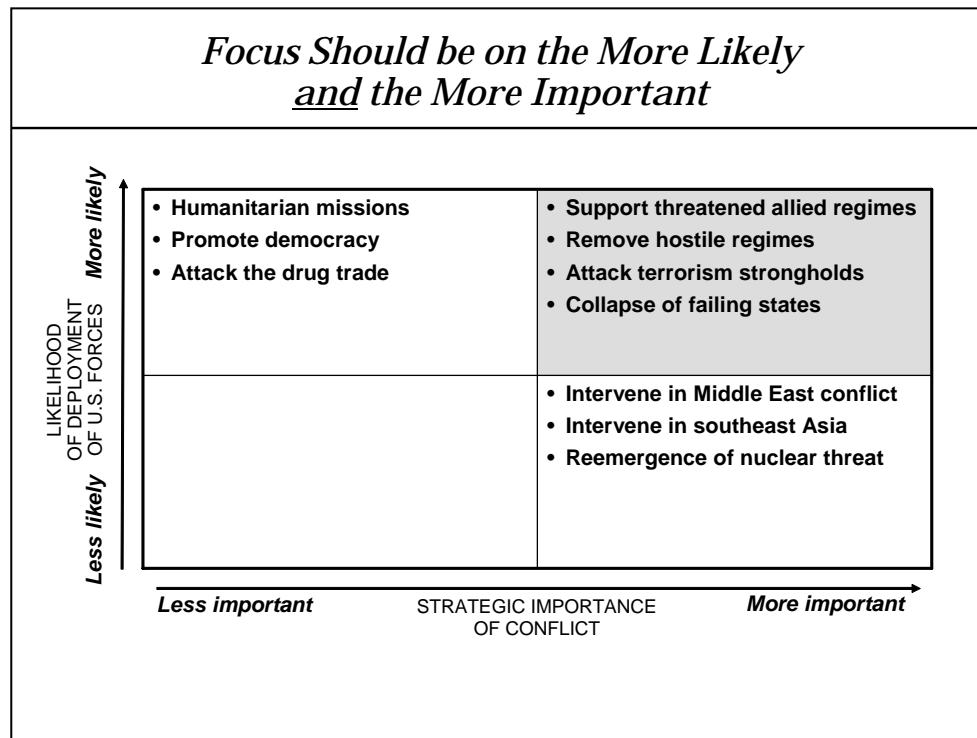 Focus Should be on the More Likely
and the More Important
More likely
LIKELIHOOD
OF DEPLOYMENT
OF U.S. FORCES
Less likely
• Humanitarian missions
• Promote democracy
• Attack the drug trade
• Support threatened allied regimes
• Remove hostile regimes
• Attack terrorism strongholds
• Collapse of failing states
• Intervene in Middle East conflict
• Intervene in southeast Asia
• Reemergence of nuclear threat
Less important
STRATEGIC IMPORTANCE
OF CONFLICT
More important